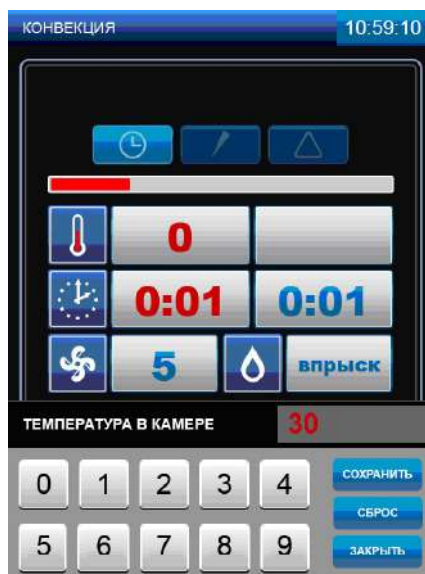 КОНВЕКЦИЯ 10:59:10
0
0:01 0:01
5 впрыск
ТЕМПЕРАТУРА В КАМЕРЕ 30
0 1 2 3 4 СОХРАНИТЬ
СБРОС
5 6 7 8 9 ЗАКРЫТЬ